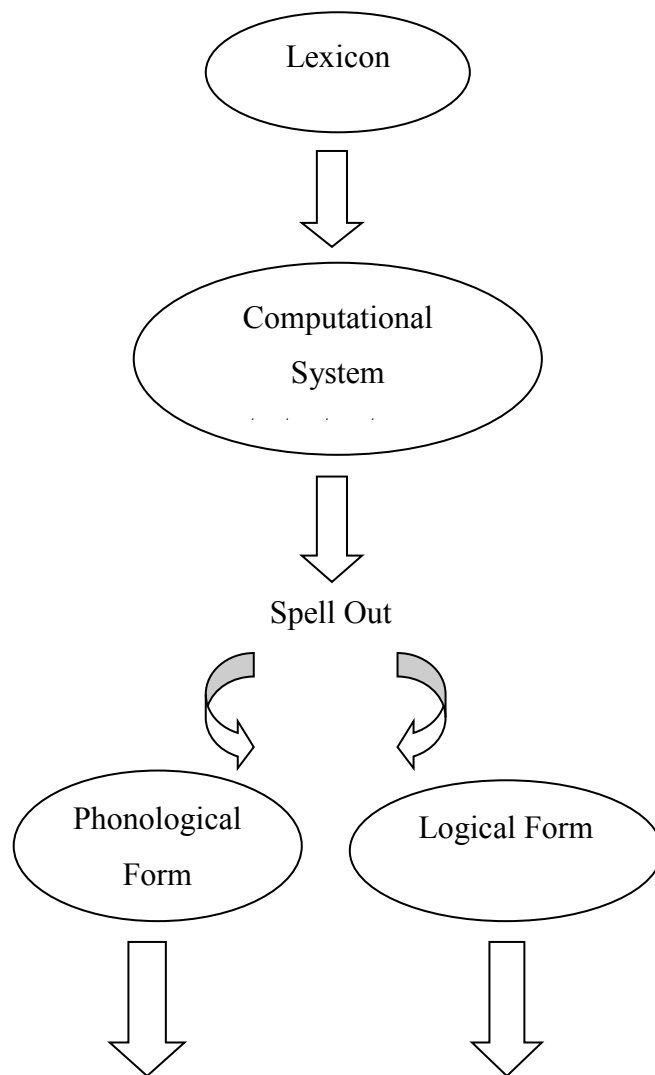 Lexicon
Computational
System
Spell Out
Phonological
Form
Logical Form